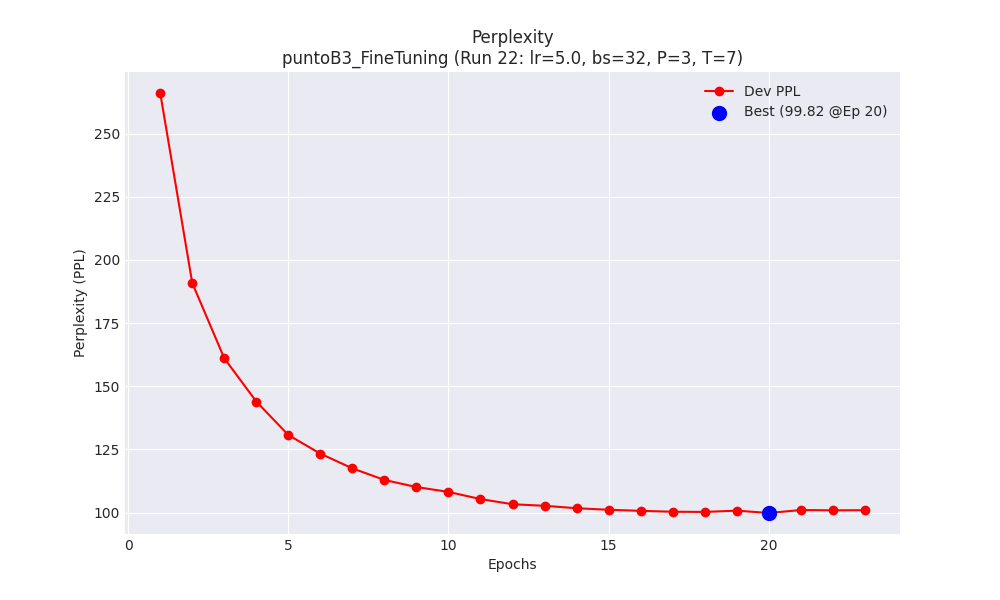 Perplexity
puntoB3_FineTuning (Run 22: lr=5.0, bs=32, P=3, T=7)
Dev PPL
Best (99.82 @Ep 20)
Perplexity (PPL)
250
225
200
175
150
125
100
0 5 10 15 20
Epochs